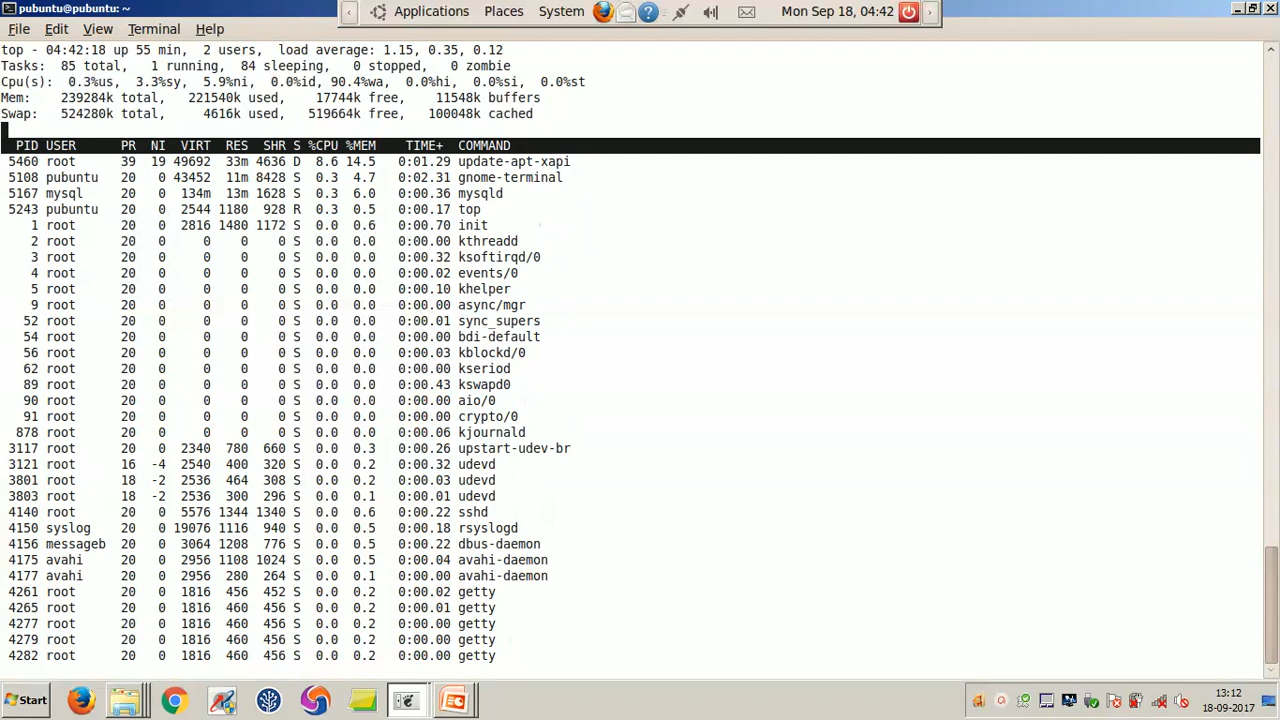 pubuntu@pubuntu: ~
Applications Places System Mon Sep 18, 04:42
File Edit View Terminal Help
top - 04:42:18 up 55 min, 2 users, load average: 1.15, 0.35, 0.12
Tasks: 85 total, 1 running, 84 sleeping, 0 stopped, 0 zombie
Cpu(s): 0.3%us, 3.3%sy, 5.9%ni, 0.0%id, 90.4%wa, 0.0%hi, 0.0%si, 0.0%st
Mem: 239284k total, 221540k used, 17744k free, 11548k buffers
Swap: 524280k total, 4616k used, 519664k free, 100048k cached
PID USER PR NI VIRT RES SHR S %CPU %MEM TIME+ COMMAND
5460 root 39 19 49692 33m 4636 D 8.6 14.5 0:01.29 update-apt-xapi
5108 pubuntu 20 0 43452 11m 8428 S 0.3 4.7 0:02.31 gnome-terminal
5167 mysql 20 0 134m 13m 1628 S 0.3 6.0 0:00.36 mysqld
5243 pubuntu 20 0 2544 1180 928 R 0.3 0.5 0:00.17 top
1 root 20 0 2816 1480 1172 S 0.0 0.6 0:00.70 init
2 root 20 0 0 0 0 S 0.0 0.0 0:00.00 kthreadd
3 root 20 0 0 0 0 S 0.0 0.0 0:00.32 ksoftirqd/0
4 root 20 0 0 0 0 S 0.0 0.0 0:00.02 events/0
5 root 20 0 0 0 0 S 0.0 0.0 0:00.10 khelper
9 root 20 0 0 0 0 S 0.0 0.0 0:00.00 async/mgr
52 root 20 0 0 0 0 S 0.0 0.0 0:00.01 sync_supers
54 root 20 0 0 0 0 S 0.0 0.0 0:00.00 bdi-default
56 root 20 0 0 0 0 S 0.0 0.0 0:00.03 kblockd/0
62 root 20 0 0 0 0 S 0.0 0.0 0:00.00 kseriod
89 root 20 0 0 0 0 S 0.0 0.0 0:00.43 kswapd0
90 root 20 0 0 0 0 S 0.0 0.0 0:00.00 aio/0
91 root 20 0 0 0 0 S 0.0 0.0 0:00.00 crypto/0
878 root 20 0 0 0 0 S 0.0 0.0 0:00.06 kjournald
3117 root 20 0 2340 780 660 S 0.0 0.3 0:00.26 upstart-udev-br
3121 root 16 -4 2540 400 320 S 0.0 0.2 0:00.32 udevd
3801 root 18 -2 2536 464 308 S 0.0 0.2 0:00.03 udevd
3803 root 18 -2 2536 300 296 S 0.0 0.1 0:00.01 udevd
4140 root 20 0 5576 1344 1340 S 0.0 0.6 0:00.22 sshd
4150 syslog 20 0 19076 1116 940 S 0.0 0.5 0:00.18 rsyslogd
4156 messageb 20 0 3064 1208 776 S 0.0 0.5 0:00.22 dbus-daemon
4175 avahi 20 0 2956 1108 1024 S 0.0 0.5 0:00.04 avahi-daemon
4177 avahi 20 0 2956 280 264 S 0.0 0.1 0:00.00 avahi-daemon
4261 root 20 0 1816 456 452 S 0.0 0.2 0:00.02 getty
4265 root 20 0 1816 460 456 S 0.0 0.2 0:00.01 getty
4277 root 20 0 1816 460 456 S 0.0 0.2 0:00.00 getty
4279 root 20 0 1816 460 456 S 0.0 0.2 0:00.00 getty
4282 root 20 0 1816 460 456 S 0.0 0.2 0:00.00 getty
Start
13:12
18-09-2017